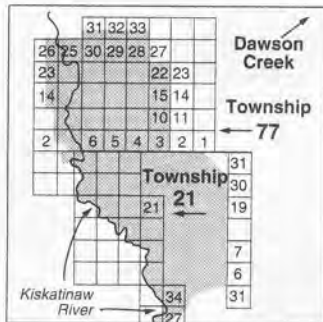 31 32 33
26 25 30 29 28 27
Dawson
Creek
23 22 23
14 15 14
Township
77
10 11
2 6 5 4 3 2 1
31
Township
21
30
21 19
7
6
Kiskatinaw
River
34 31
27